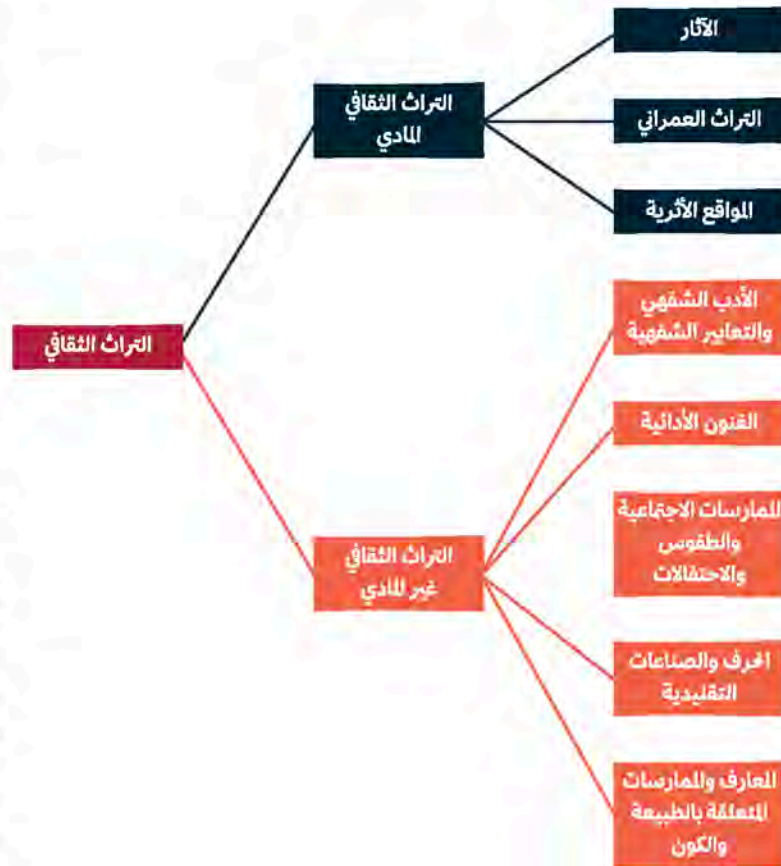 التراث الثقافي
التراث الثقافي
المادي
الآثار
التراث العمراني
المواقع الأثرية
التراث الثقافي
غير المادي
الأدب الشفهي
والتعابير الشفهية
الفنون الأدائية
الممارسات الاجتماعية
والطقوس
والاحتفالات
الحرف والصناعات
التقليدية
المعارف والممارسات
المتعلقة بالطبيعة
والكون